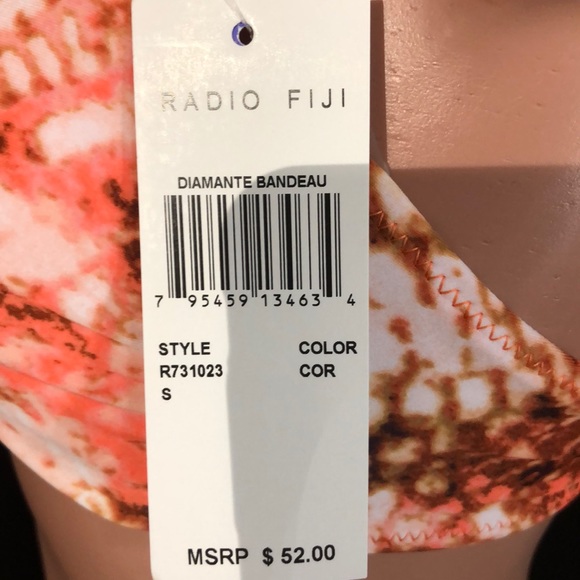 RADIO FIJI
DIAMANTE BANDEAU
7 95459 13463 4
STYLE COLOR
R731023 COR
S
MSRP $ 52.00